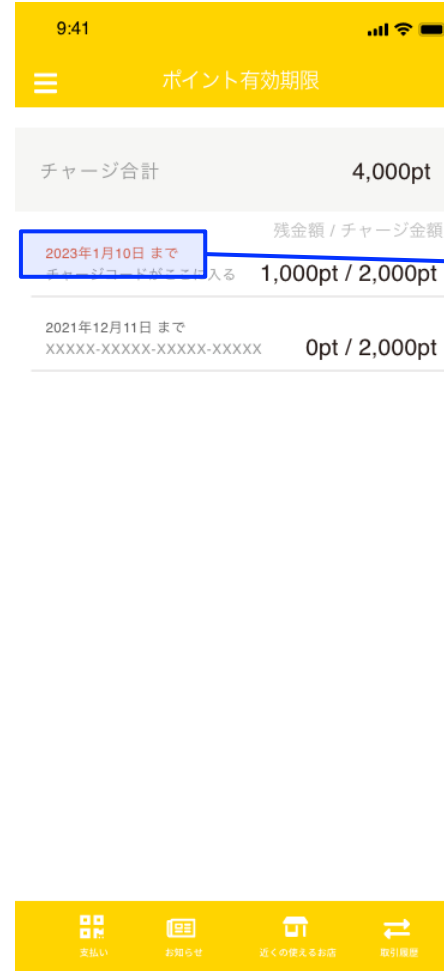 9:41
ポイント有効期限
チャージ合計 4,000pt
残金額 / チャージ金額
2023年1月10日 まで
チャージコードがここに入る 1,000pt / 2,000pt
2021年12月11日 まで
XXXXX-XXXXX-XXXXX-XXXXX 0pt / 2,000pt
支払い お知らせ 近くの使えるお店 取引履歴